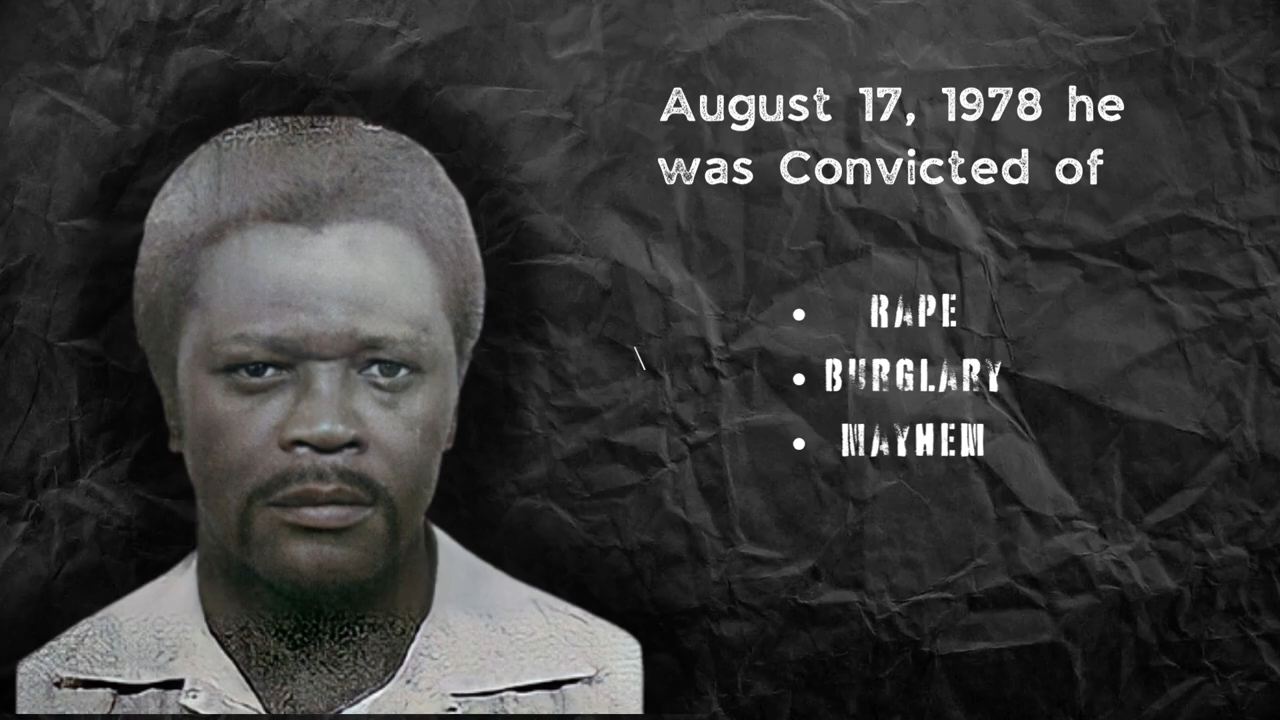 August 17, 1978 he
was Convicted of
• RAPE
• BURGLARY
• MAYHEM